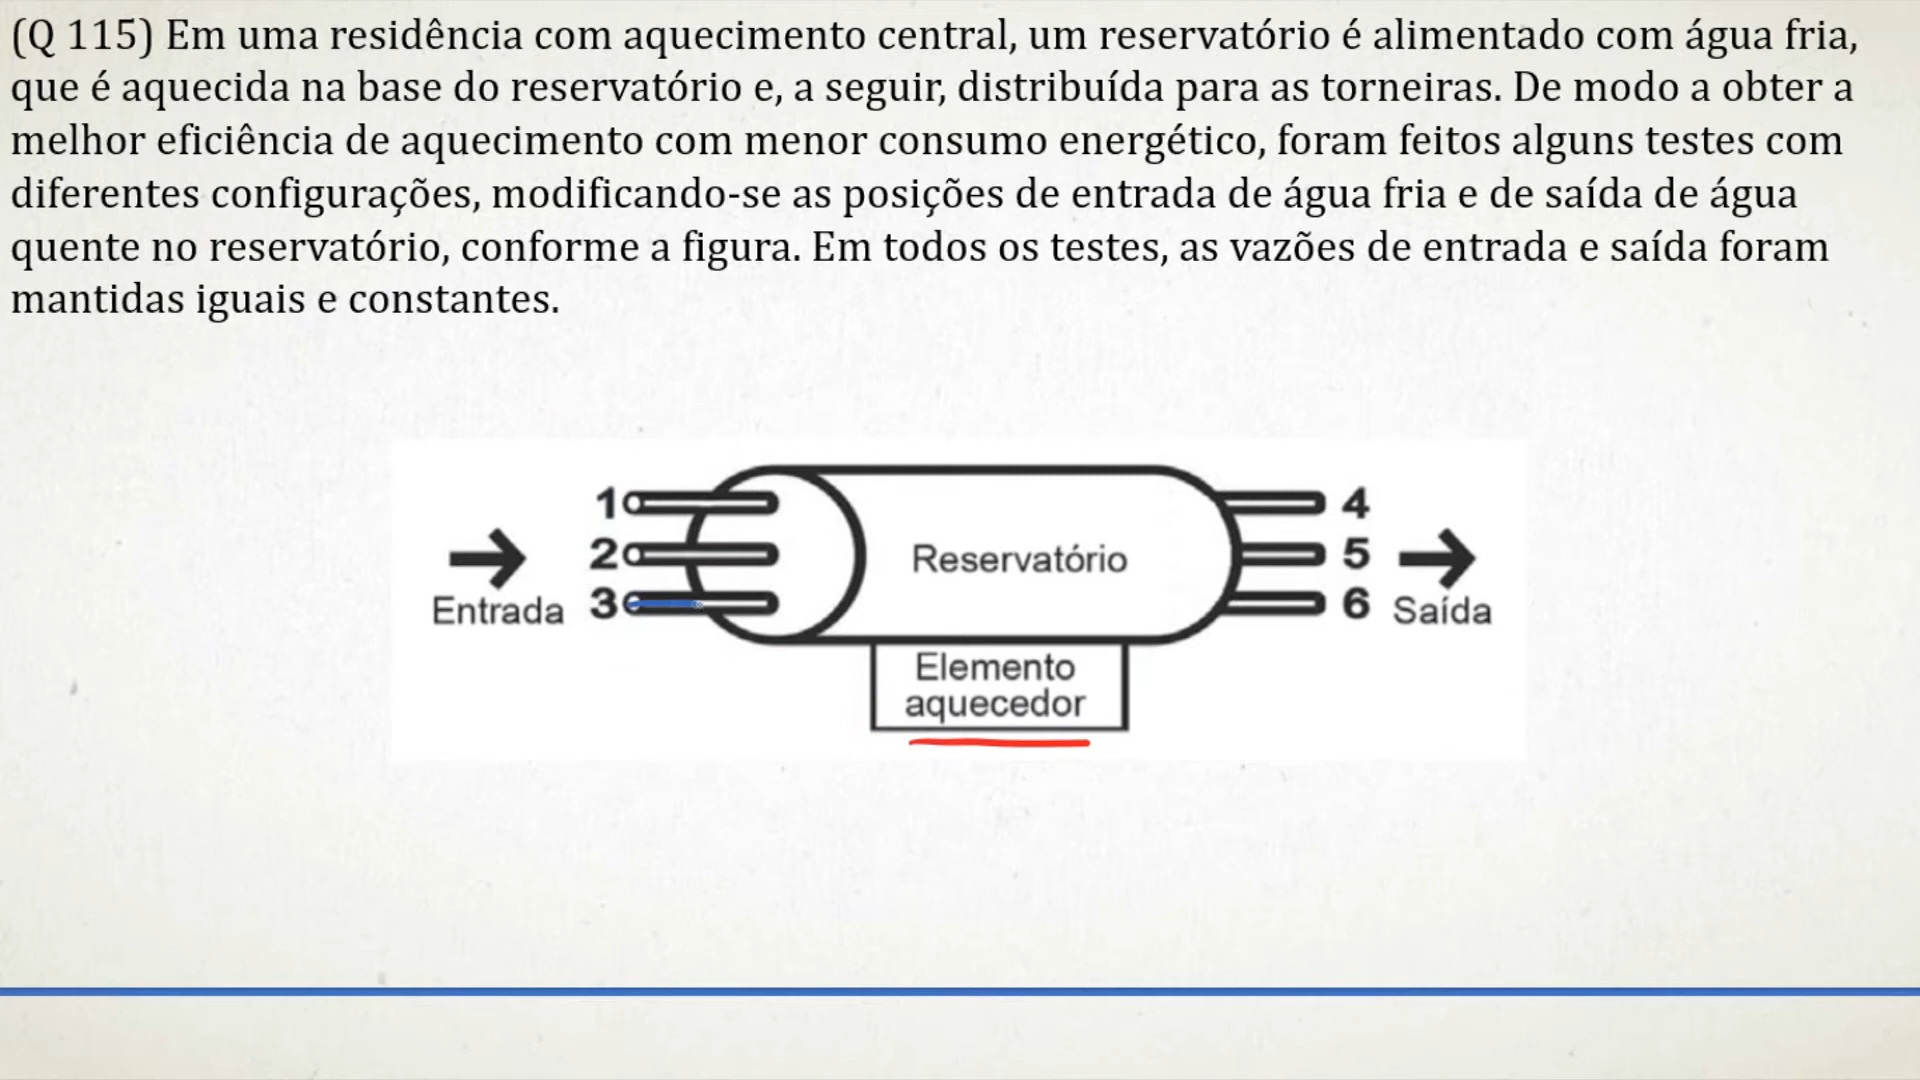 (Q 115) Em uma residência com aquecimento central, um reservatório é alimentado com água fria,
que é aquecida na base do reservatório e, a seguir, distribuída para as torneiras. De modo a obter a
melhor eficiência de aquecimento com menor consumo energético, foram feitos alguns testes com
diferentes configurações, modificando-se as posições de entrada de água fria e de saída de água
quente no reservatório, conforme a figura. Em todos os testes, as vazões de entrada e saída foram
mantidas iguais e constantes.
1
2
3
Entrada
Reservatório
Elemento
aquecedor
4
5
6
Saída